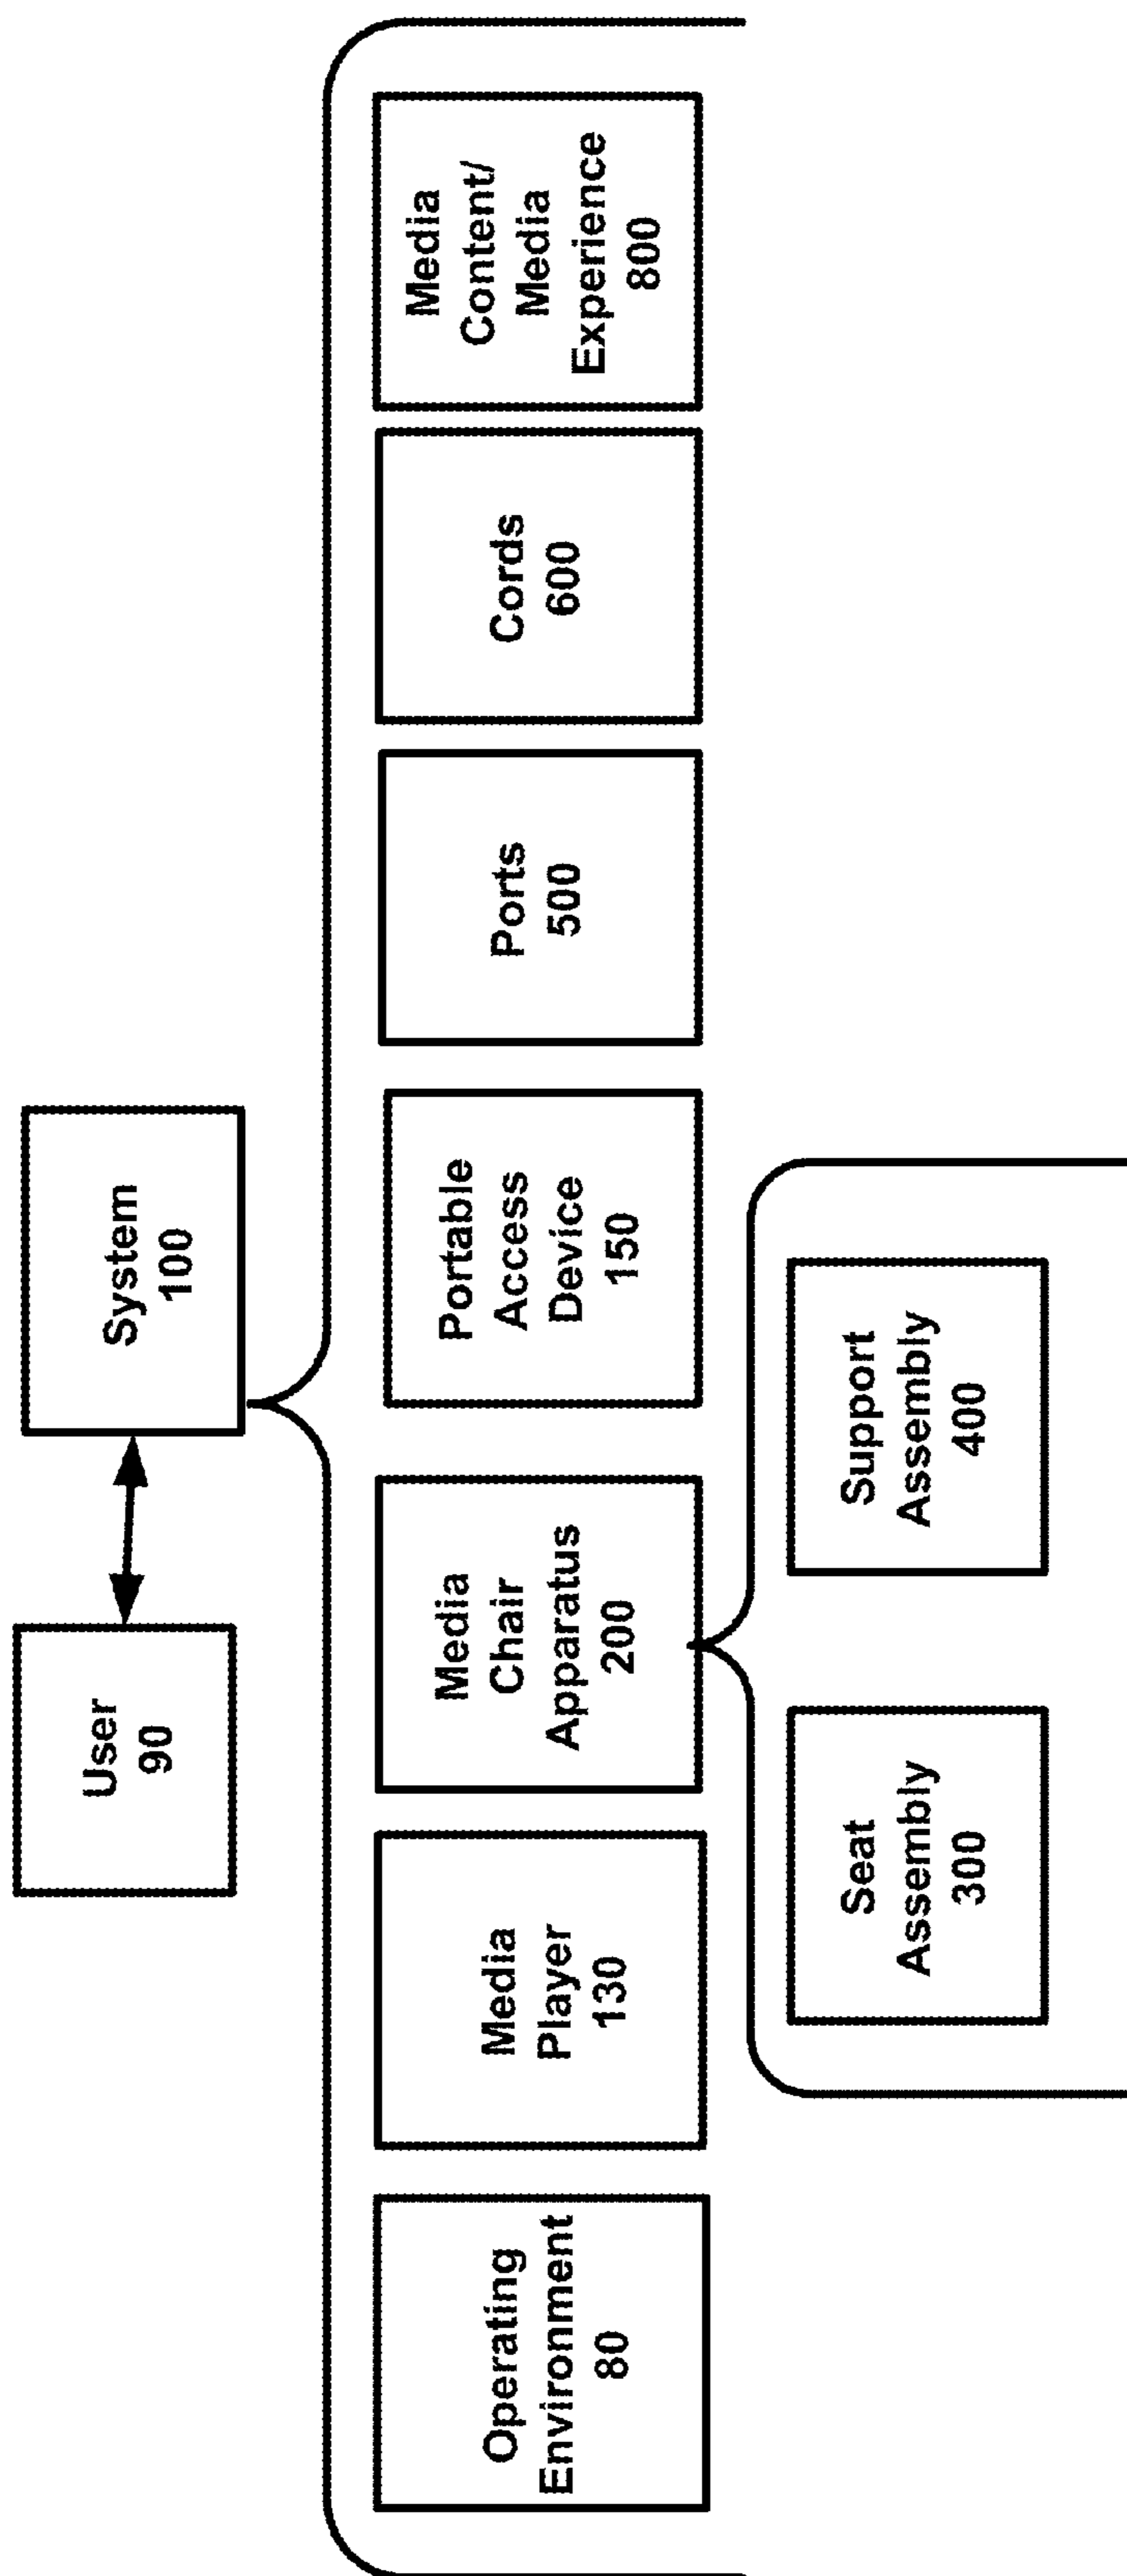 User
90
System
100
Operating
Environment
80
Media
Player
130
Media
Chair
Apparatus
200
Portable
Access
Device
150
Ports
500
Cords
600
Media
Content/
Media
Experience
800
Seat
Assembly
300
Support
Assembly
400